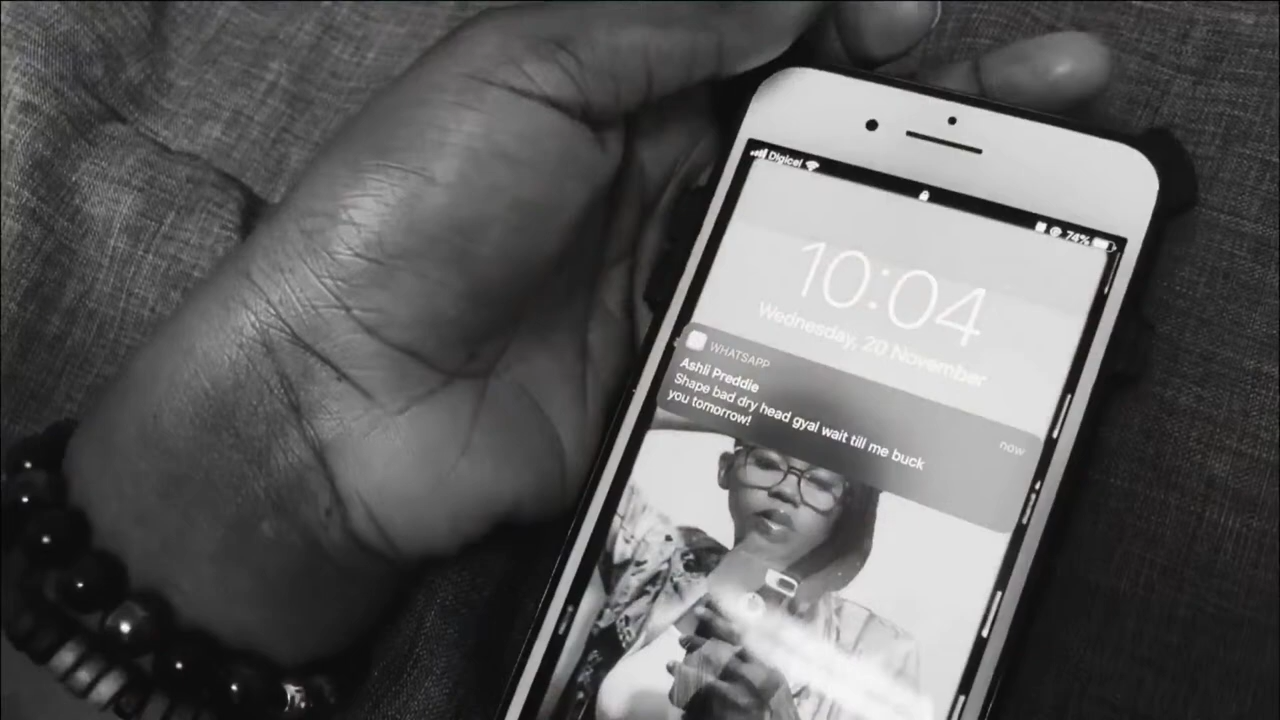 Digicel
74%
10:04
Wednesday, 20 November
WHATSAPP
now
Ashli Preddie
Shape bad dry head gyal wait till me buck
you tomorrow!